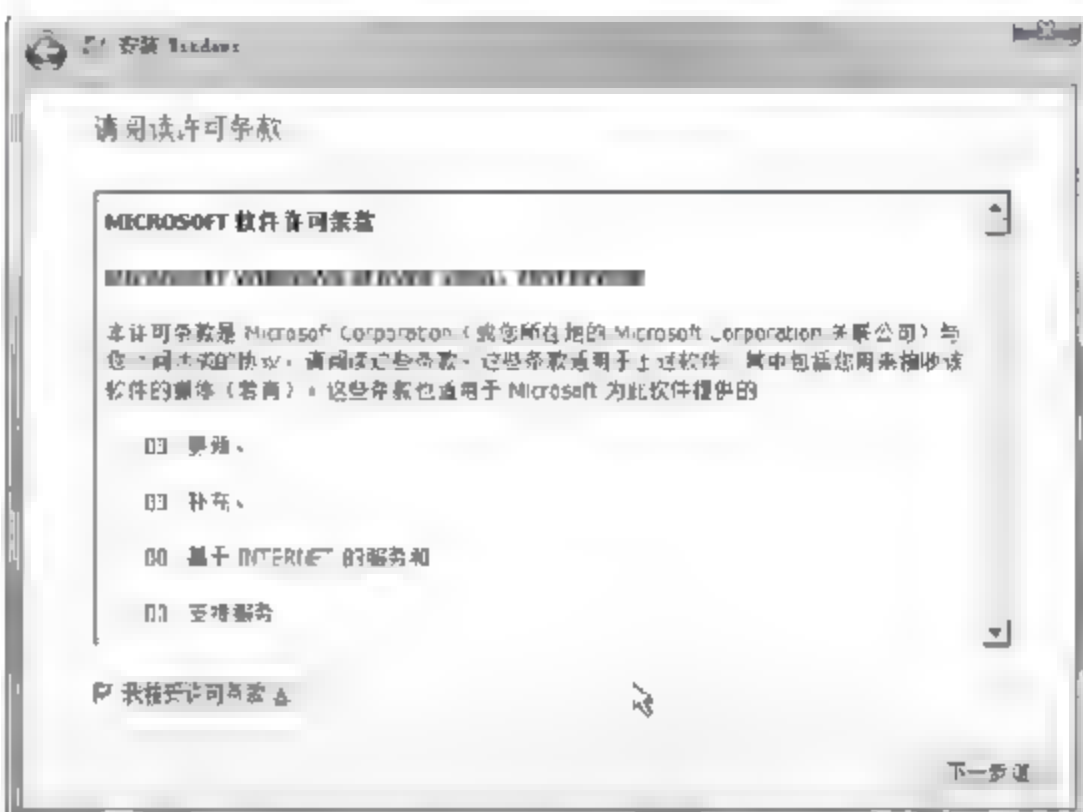 安装 Windows
请阅读许可条款
MICROSOFT 软件许可条款
本许可条款是 Microsoft Corporation（或您所在地的 Microsoft Corporation 关联公司）与
您之间达成的协议。请阅读这些条款。这些条款适用于上述软件，其中包括您用来接收该
软件的媒体（若有）。这些条款也适用于 Microsoft 为此软件提供的
更新、
补充、
基于 INTERNET 的服务和
支持服务
我接受许可条款
下一步